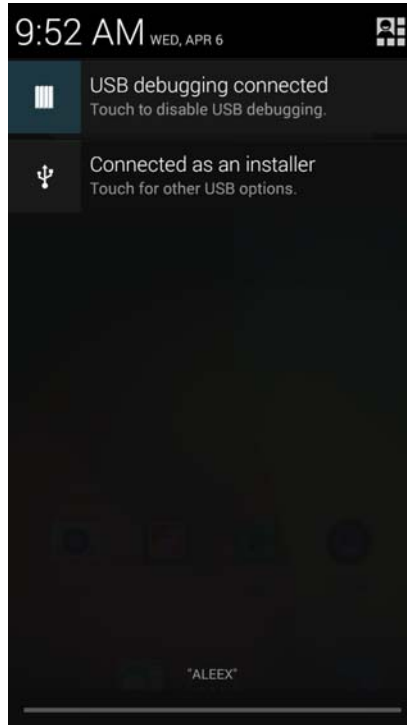 9:52 AM WED, APR 6
USB debugging connected
Touch to disable USB debugging.
Connected as an installer
Touch for other USB options.
"ALEEX"